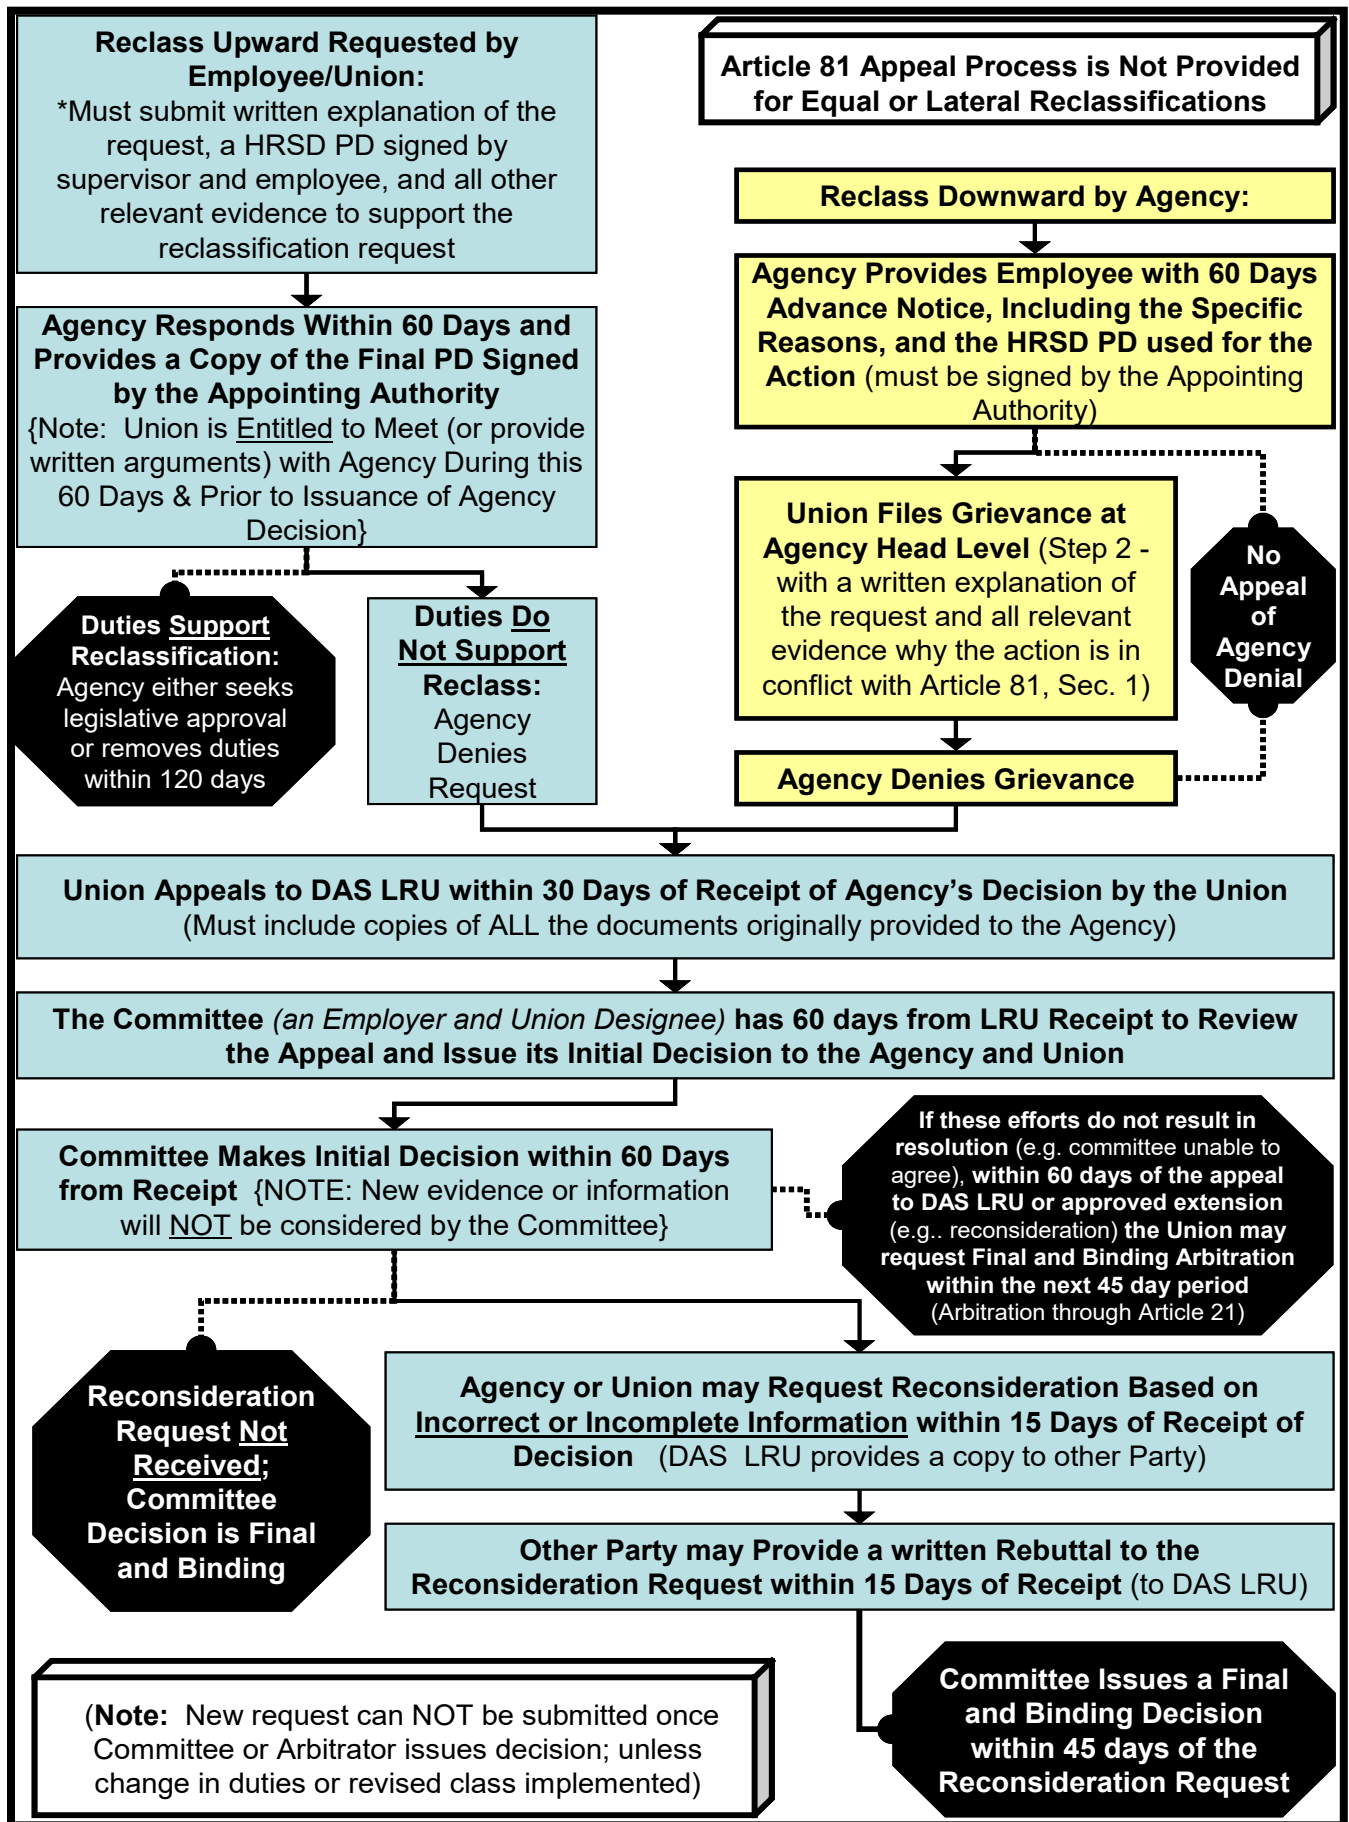 Reclass Upward Requested by
Employee/Union:
*Must submit written explanation of the
request, a HRSD PD signed by
supervisor and employee, and all other
relevant evidence to support the
reclassification request
Article 81 Appeal Process is Not Provided
for Equal or Lateral Reclassifications
Reclass Downward by Agency:
Agency Provides Employee with 60 Days
Advance Notice, Including the Specific
Reasons, and the HRSD PD used for the
Action (must be signed by the Appointing
Authority)
Agency Responds Within 60 Days and
Provides a Copy of the Final PD Signed
by the Appointing Authority
{Note:  Union is Entitled to Meet (or provide
written arguments) with Agency During this
60 Days & Prior to Issuance of Agency
Decision}
Union Files Grievance at
Agency Head Level (Step 2 -
with a written explanation of
the request and all relevant
evidence why the action is in
conflict with Article 81, Sec. 1)
No
Appeal
of
Agency
Denial
Duties Support
Reclassification:
Agency either seeks
legislative approval
or removes duties
within 120 days
Duties Do
Not Support
Reclass:
Agency
Denies
Request
Agency Denies Grievance
Union Appeals to DAS LRU within 30 Days of Receipt of Agency's Decision by the Union
(Must include copies of ALL the documents originally provided to the Agency)
The Committee (an Employer and Union Designee) has 60 days from LRU Receipt to Review
the Appeal and Issue its Initial Decision to the Agency and Union
Committee Makes Initial Decision within 60 Days
from Receipt  {NOTE: New evidence or information
will NOT be considered by the Committee}
If these efforts do not result in
resolution (e.g. committee unable to
agree), within 60 days of the appeal
to DAS LRU or approved extension
(e.g.. reconsideration) the Union may
request Final and Binding Arbitration
within the next 45 day period
(Arbitration through Article 21)
Reconsideration
Request Not
Received;
Committee
Decision is Final
and Binding
Agency or Union may Request Reconsideration Based on
Incorrect or Incomplete Information within 15 Days of Receipt of
Decision   (DAS  LRU provides a copy to other Party)
Other Party may Provide a written Rebuttal to the
Reconsideration Request within 15 Days of Receipt (to DAS LRU)
Committee Issues a Final
and Binding Decision
within 45 days of the
Reconsideration Request
(Note:  New request can NOT be submitted once
Committee or Arbitrator issues decision; unless
change in duties or revised class implemented)